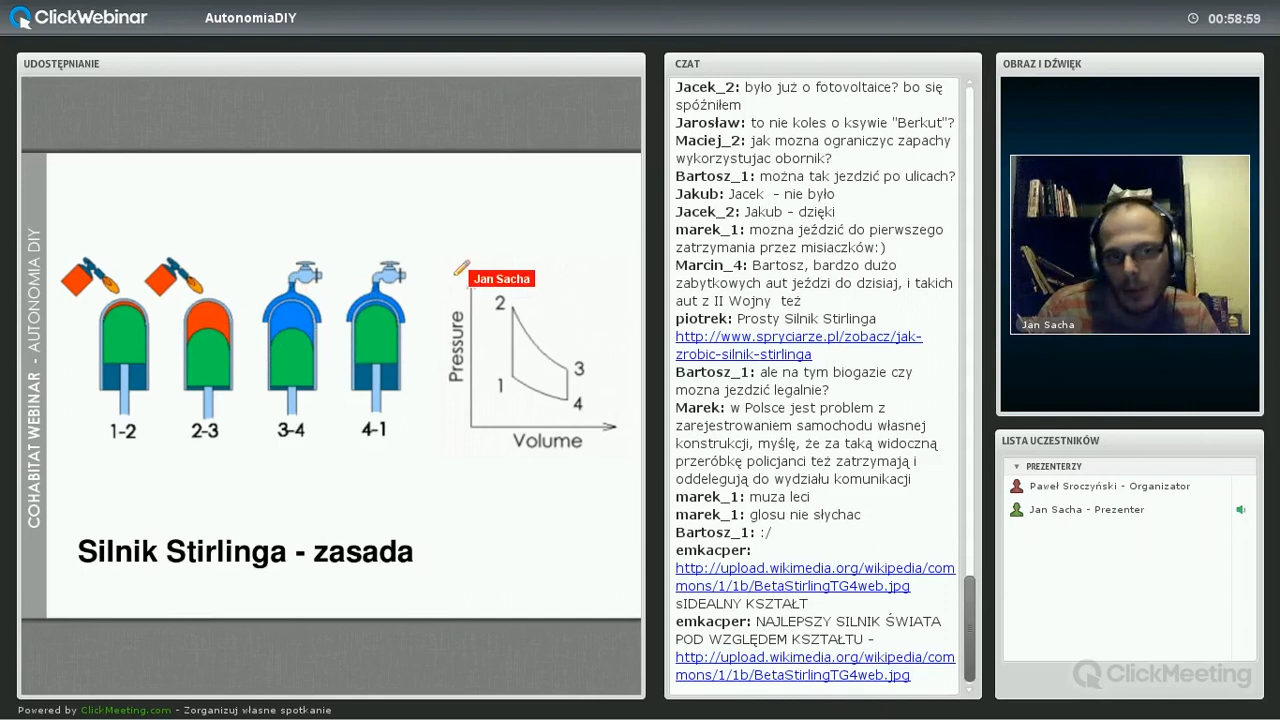 ClickWebinar
AutonomiaDIY
00:58:59
UDOSTĘPNIANIE
COHABITAT WEBINAR - AUTONOMIA DIY
1-2
2-3
3-4
4-1
Jan Sacha
Pressure
2
3
1
4
Volume
Silnik Stirlinga - zasada
CZAT
Jacek_2: było już o fotovoltaice? bo się
spóźniłem
Jarosław: to nie koles o ksywie "Berkut"?
Maciej_2: jak mozna ograniczyc zapachy
wykorzystujac obornik?
Bartosz_1: można tak jezdzić po ulicach?
Jakub: Jacek - nie było
Jacek_2: Jakub - dzięki
marek_1: mozna jeździć do pierwszego
zatrzymania przez misiaczków:)
Marcin_4: Bartosz, bardzo dużo
zabytkowych aut jeździ do dzisiaj, i takich
aut z II Wojny też
piotrek: Prosty Silnik Stirlinga
http://www.spryciarze.pl/zobacz/jak-
zrobic-silnik-stirlinga
Bartosz_1: ale na tym biogazie czy
mozna jezdzić legalnie?
Marek: w Polsce jest problem z
zarejestrowaniem samochodu własnej
konstrukcji, myślę, że za taką widoczną
przeróbkę policjanci też zatrzymają i
oddelegują do wydziału komunikacji
marek_1: muza leci
marek_1: glosu nie słychac
Bartosz_1: :/
emkacper:
http://upload.wikimedia.org/wikipedia/com
mons/1/1b/BetaStirlingTG4web.jpg
sIDEALNY KSZTAŁT
emkacper: NAJLEPSZY SILNIK ŚWIATA
POD WZGLĘDEM KSZTAŁTU -
http://upload.wikimedia.org/wikipedia/com
mons/1/1b/BetaStirlingTG4web.jpg
OBRAZ I DŹWIĘK
Jan Sacha
LISTA UCZESTNIKÓW
PREZENTERZY
Paweł Sroczyński - Organizator
Jan Sacha - Prezenter
ClickMeeting
Powered by ClickMeeting.com - Zorganizuj własne spotkanie